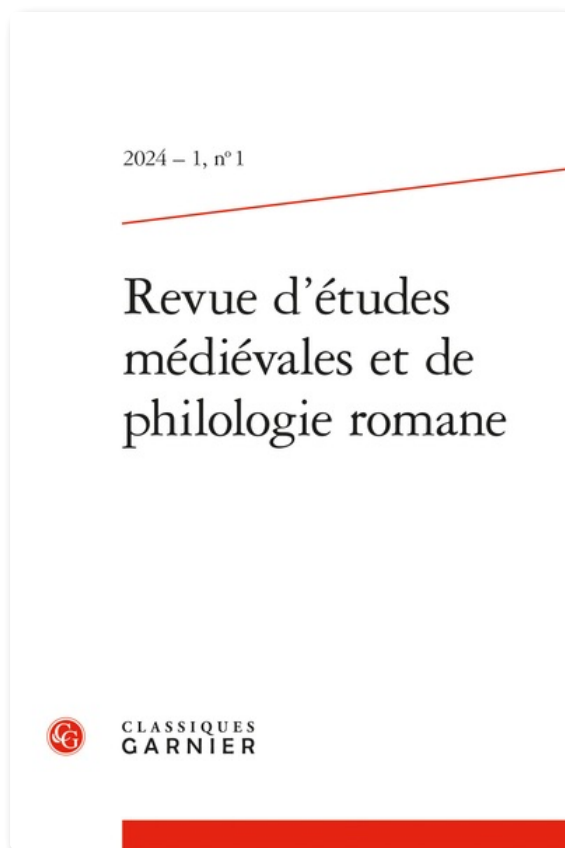 2024 – 1, nº 1
Revue d’études
médiévales et de
philologie romane
CG
CLASSIQUES
GARNIER